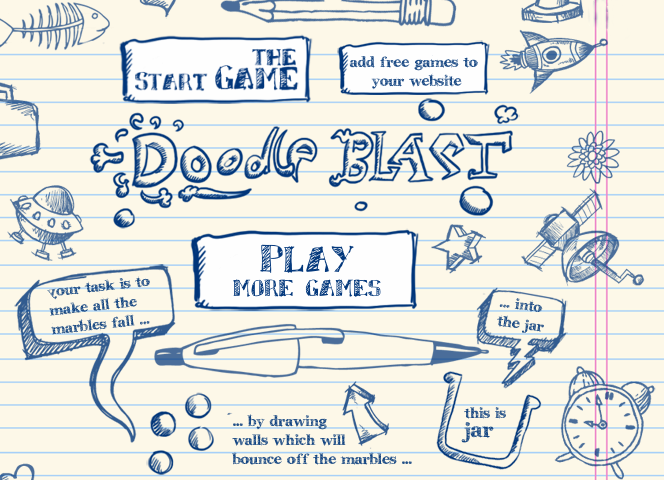 THE
START GAME
add free games to
your website
Doodle BLAST
PLAY
MORE GAMES
your task is to
make all the
marbles fall ...
... into
the jar
... by drawing
walls which will
bounce off the marbles ...
this is
jar